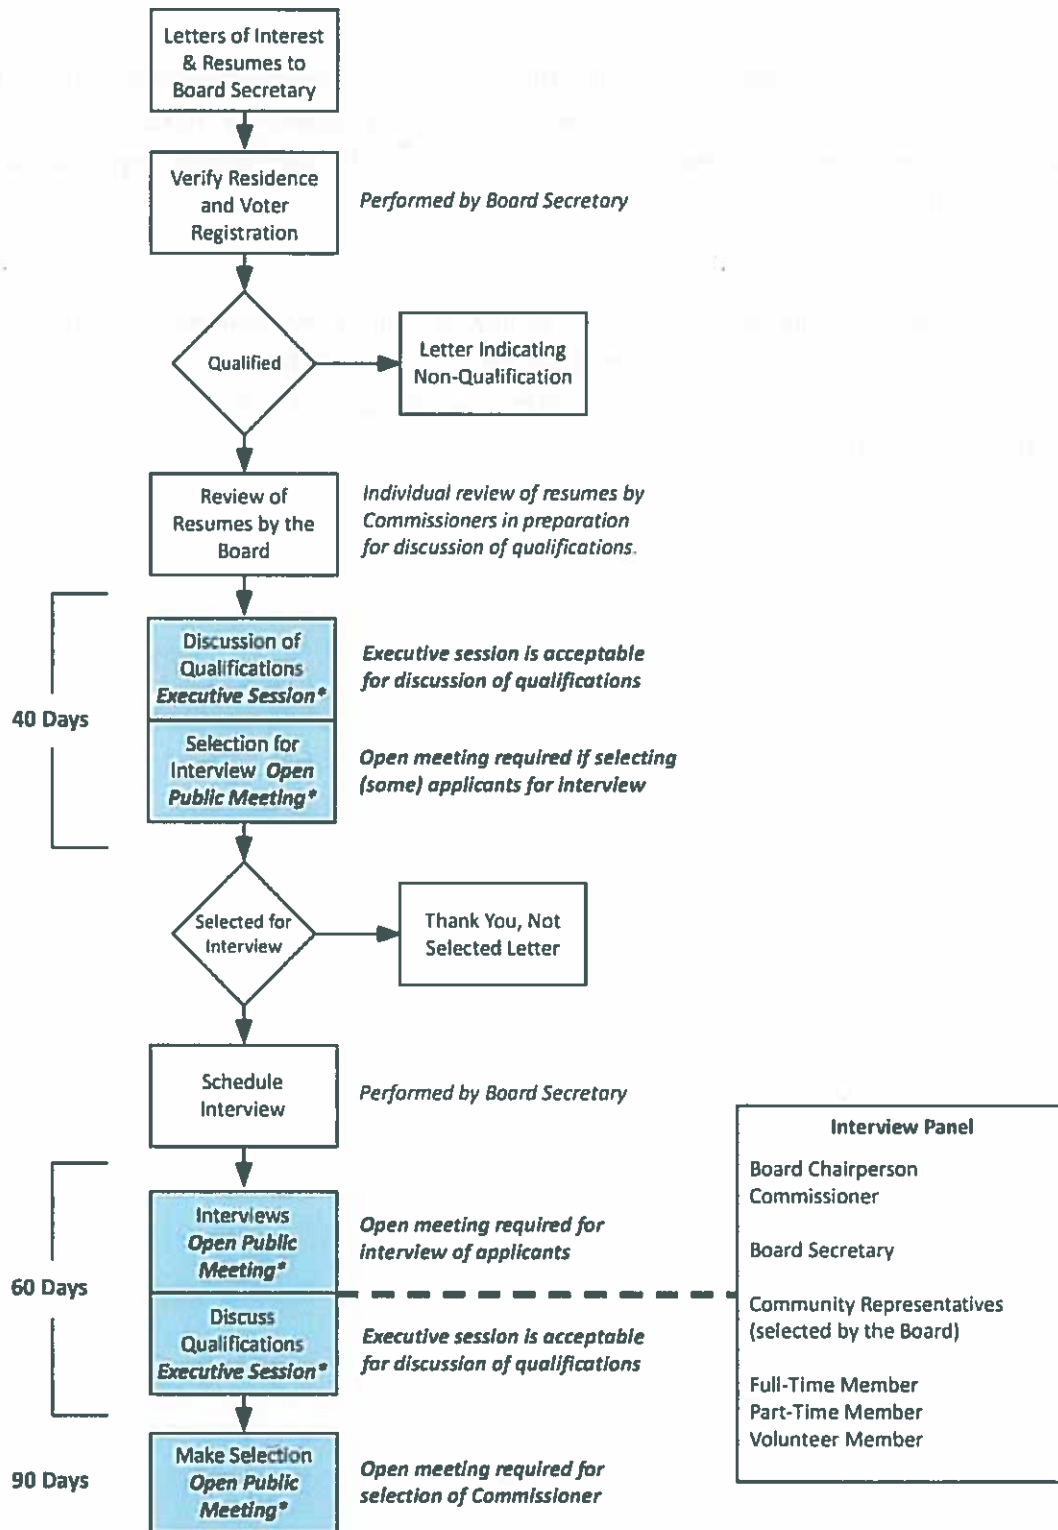 Letters of Interest
& Resumes to
Board Secretary
Verify Residence
and Voter
Registration
Performed by Board Secretary
Qualified
Letter Indicating
Non-Qualification
Review of
Resumes by the
Board
Individual review of resumes by
Commissioners in preparation
for discussion of qualifications.
40 Days
Discussion of
Qualifications
Executive Session*
Executive session is acceptable
for discussion of qualifications
Selection for
Interview Open
Public Meeting*
Open meeting required if selecting
(some) applicants for interview
Selected for
Interview
Thank You, Not
Selected Letter
Schedule
Interview
Performed by Board Secretary
60 Days
Interviews
Open Public
Meeting*
Open meeting required for
interview of applicants
Discuss
Qualifications
Executive Session*
Executive session is acceptable
for discussion of qualifications
Interview Panel
Board Chairperson
Commissioner
Board Secretary
Community Representatives
(selected by the Board)
Full-Time Member
Part-Time Member
Volunteer Member
90 Days
Make Selection
Open Public
Meeting*
Open meeting required for
selection of Commissioner